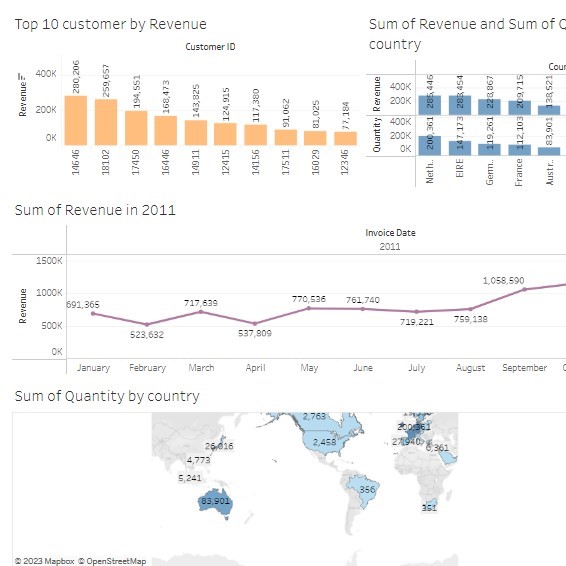 Top 10 customer by Revenue
Customer ID
Revenue
400K
200K
0K
280,206
259,657
194,551
168,473
143,825
124,915
117,380
91,062
81,025
77,184
14646
18102
17450
16446
14911
12415
14156
17511
16029
12346
Sum of Revenue and Sum of Q
country
Cour
Revenue
400K
200K
285,446
283,454
228,867
209,715
138,521
Quantity
400K
200K
0K
200,361
147,173
119,261
112,103
83,901
Neth..
EIRE
Germ..
France
Austr..
Sum of Revenue in 2011
Invoice Date
2011
Revenue
1500K
1000K
500K
0K
691,365
523,632
717,639
537,809
770,536
761,740
719,221
759,138
1,058,590
January
February
March
April
May
June
July
August
September
Sum of Quantity by country
2,763
2,458
26,016
4,773
5,241
83,901
356
200,361
27,940
6,361
351
© 2023 Mapbox © OpenStreetMap